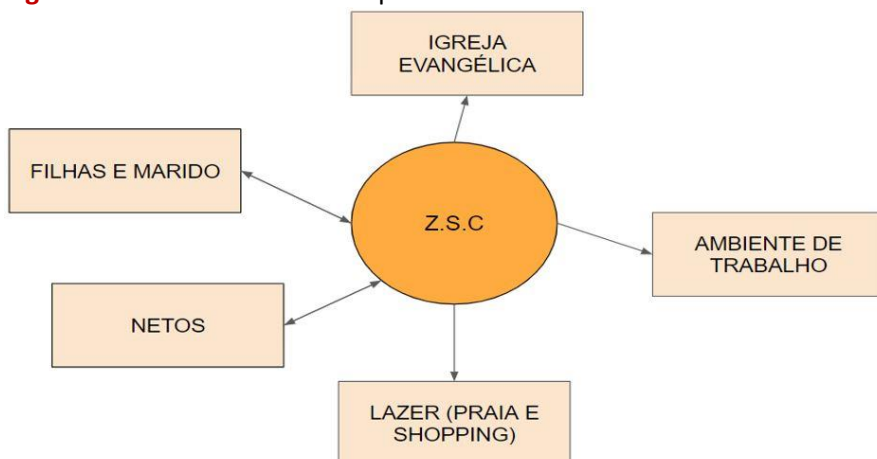 IGREJA
EVANGÉLICA
FILHAS E MARIDO
Z.S.C
AMBIENTE DE
TRABALHO
NETOS
LAZER (PRAIA E
SHOPPING)